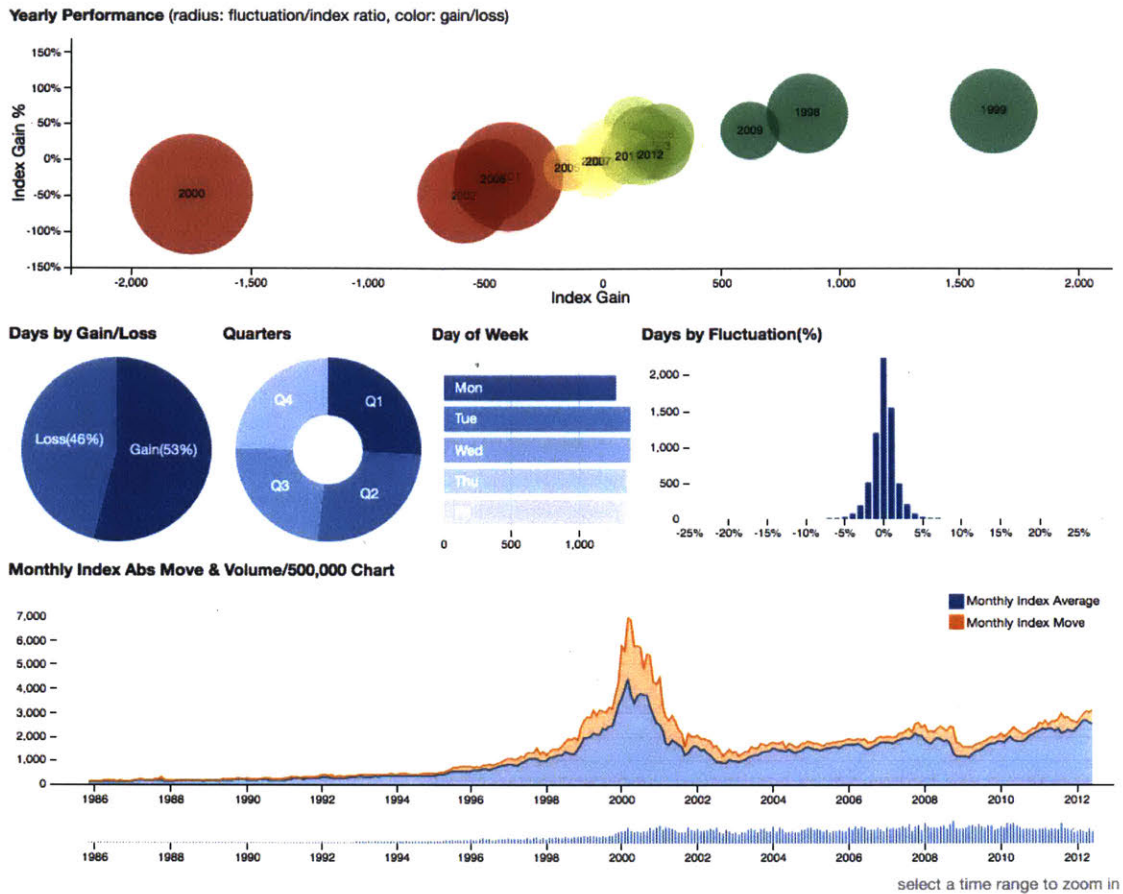 Yearly Performance (radius: fluctuation/index ratio, color: gain/loss)
150%
100%
50%
0%
-50%
-100%
-150%
Index Gain %
2000
2002
2008
2007
2012
2009
1998
1999
-2,000
-1,500
-1,000
-500
0
500
1,000
1,500
2,000
Index Gain
Days by Gain/Loss
Loss(46%)
Gain(53%)
Quarters
Q4
Q1
Q3
Q2
Day of Week
Mon
Tue
Wed
Thu
0
500
1,000
Days by Fluctuation(%)
2,000
1,500
1,000
500
0
-25% -20% -15% -10% -5% 0% 5% 10% 15% 20% 25%
Monthly Index Abs Move & Volume/500,000 Chart
Monthly Index Average
Monthly Index Move
7,000
6,000
5,000
4,000
3,000
2,000
1,000
0
1986 1988 1990 1992 1994 1996 1998 2000 2002 2004 2006 2008 2010 2012
1986 1988 1990 1992 1994 1996 1998 2000 2002 2004 2006 2008 2010 2012
select a time range to zoom in